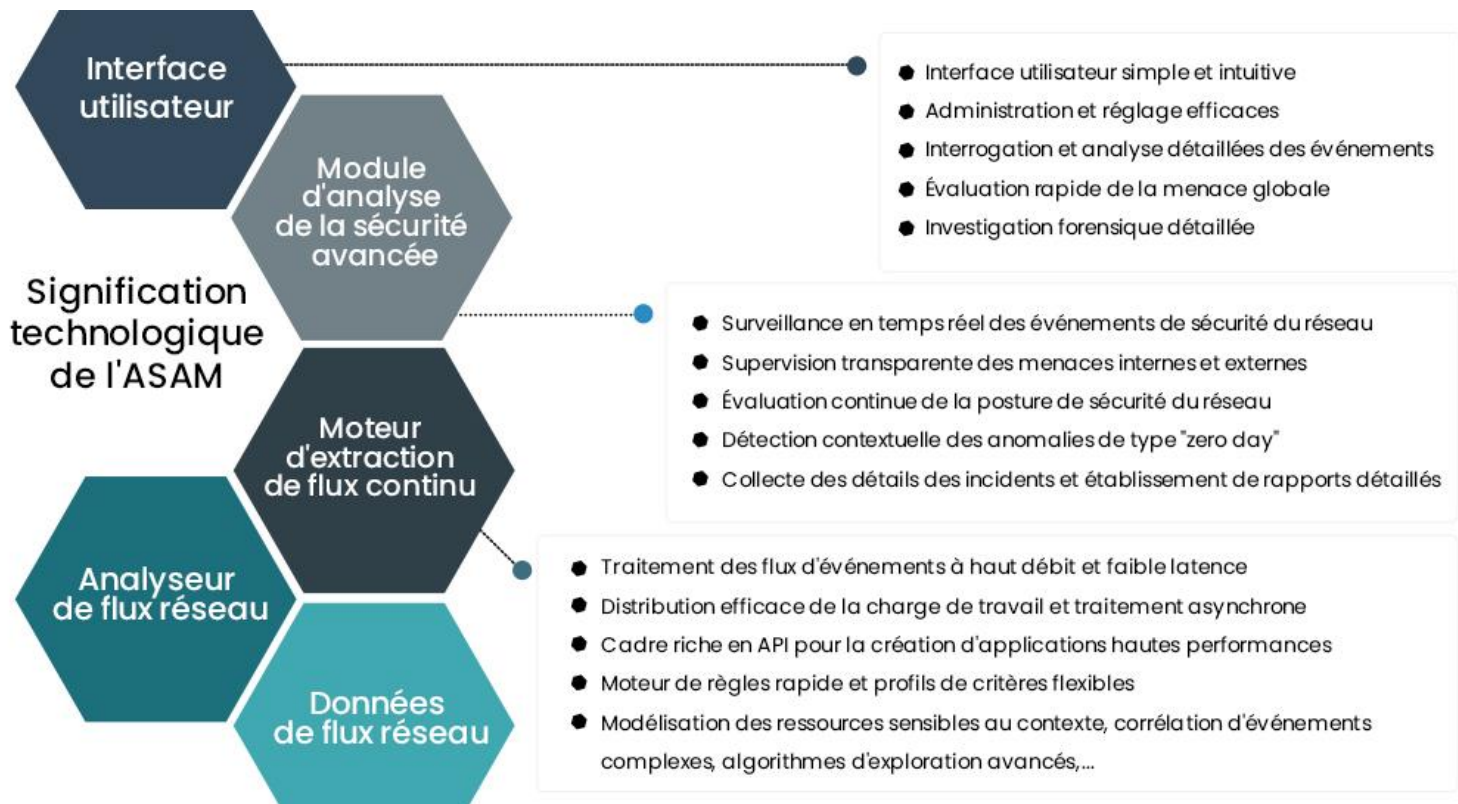 Interface
utilisateur
Interface utilisateur simple et intuitive
Administration et réglage efficaces
Interrogation et analyse détaillées des événements
Évaluation rapide de la menace globale
Investigation forensique détaillée
Module
d'analyse
de la sécurité
avancée
Signification
technologique
de l'ASAM
Surveillance en temps réel des événements de sécurité du réseau
Supervision transparente des menaces internes et externes
Évaluation continue de la posture de sécurité du réseau
Détection contextuelle des anomalies de type "zero day"
Collecte des détails des incidents et établissement de rapports détaillés
Moteur
d'extraction
de flux continu
Traitement des flux d'événements à haut débit et faible latence
Distribution efficace de la charge de travail et traitement asynchrone
Cadre riche en API pour la création d'applications hautes performances
Moteur de règles rapide et profils de critères flexibles
Modélisation des ressources sensibles au contexte, corrélation d'événements
complexes, algorithmes d'exploration avancés,...
Analyseur
de flux réseau
Données
de flux réseau